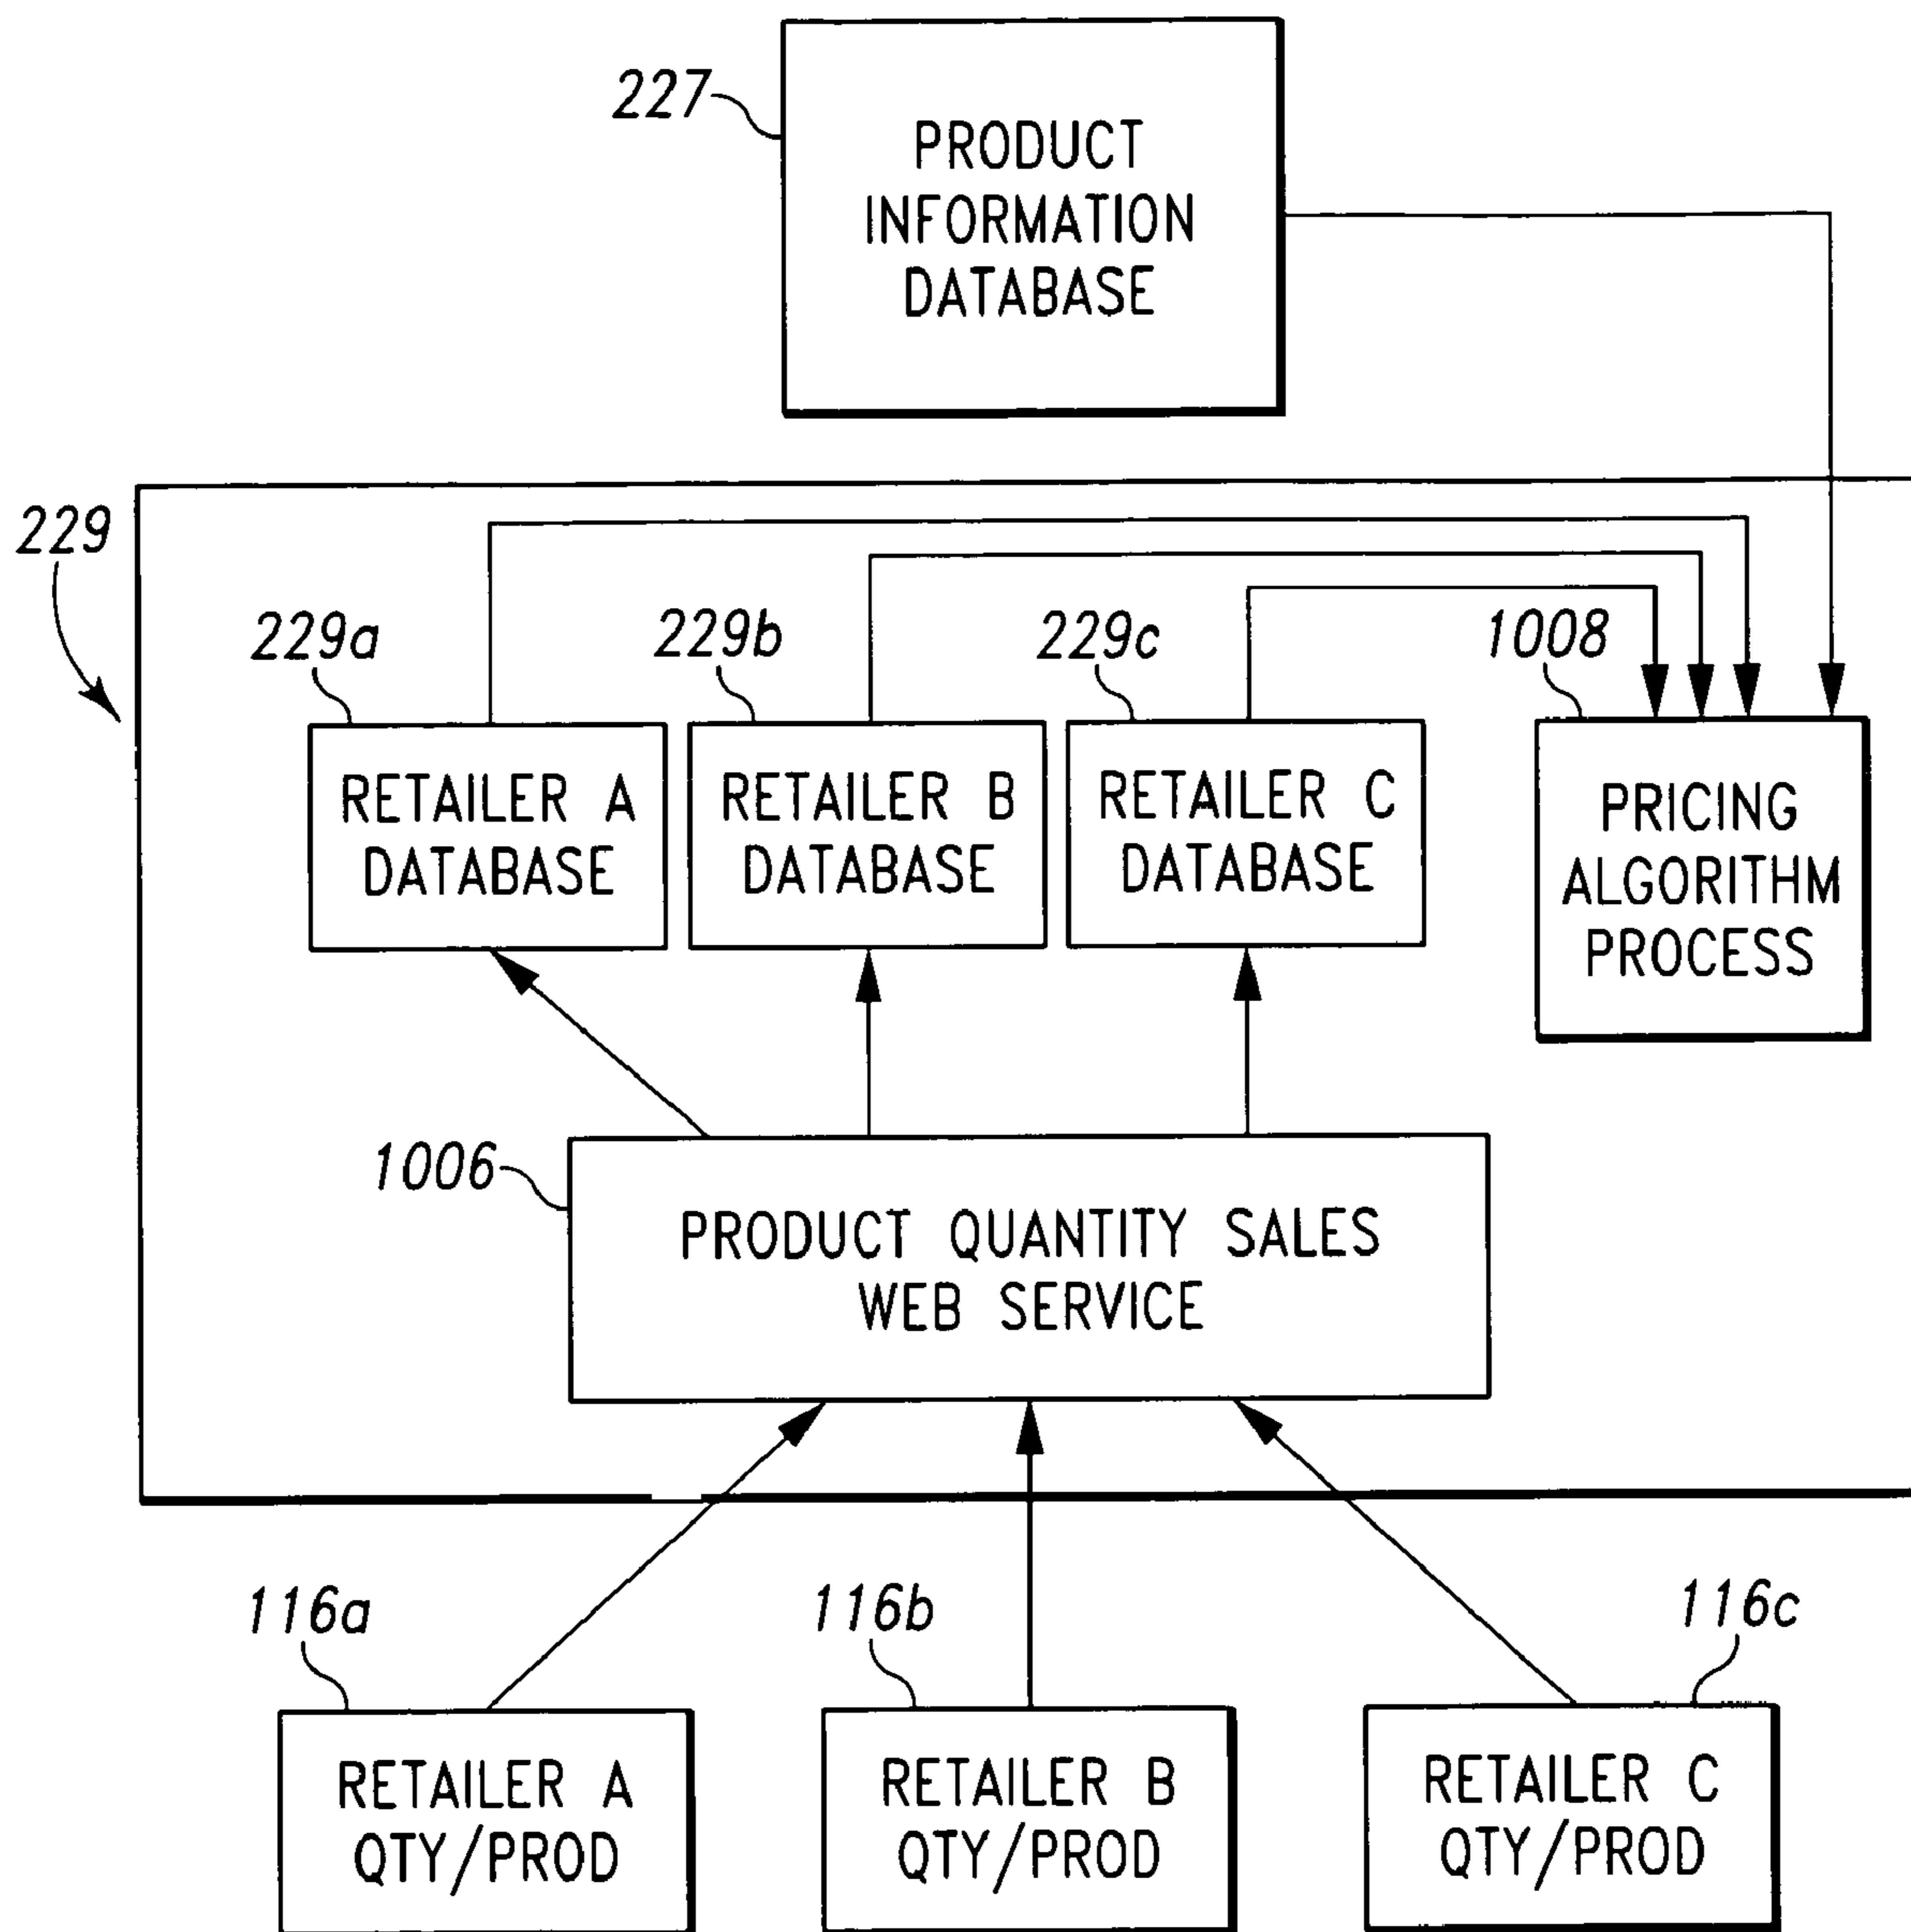 227
PRODUCT
INFORMATION
DATABASE
229
229a
229b
229c
1008
RETAILER A
DATABASE
RETAILER B
DATABASE
RETAILER C
DATABASE
PRICING
ALGORITHM
PROCESS
1006
PRODUCT QUANTITY SALES
WEB SERVICE
116a
116b
116c
RETAILER A
QTY/PROD
RETAILER B
QTY/PROD
RETAILER C
QTY/PROD